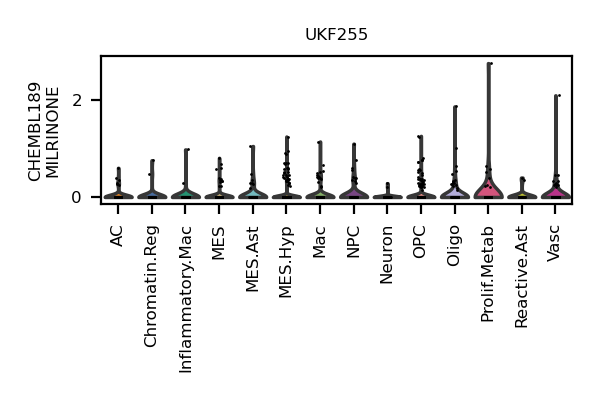 UKF255
CHEMBL189
MILRINONE
2
0
AC
Chromatin.Reg
Inflammatory.Mac
MES
MES.Ast
MES.Hyp
Mac
NPC
Neuron
OPC
Oligo
Prolif.Metab
Reactive.Ast
Vasc